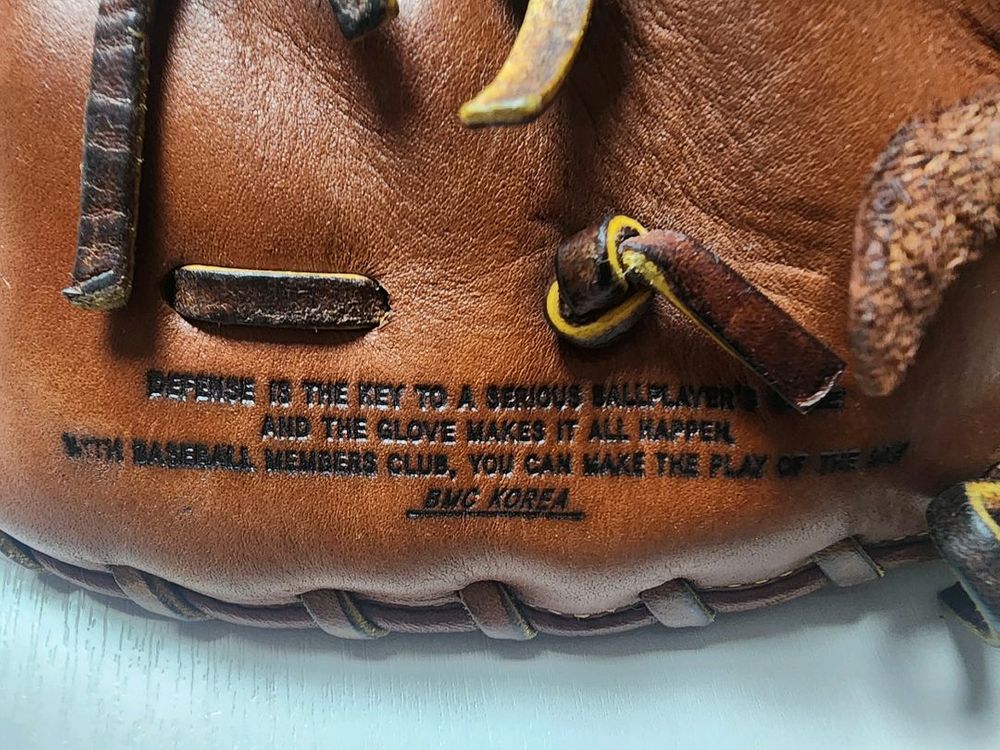 DEFENSE IS THE KEY TO A SERIOUS BALLPLAYER'S
AND THE GLOVE MAKES IT ALL HAPPEN.
WITH BASEBALL MEMBERS CLUB, YOU CAN MAKE THE PLAY OF THE DAY
BMC KOREA